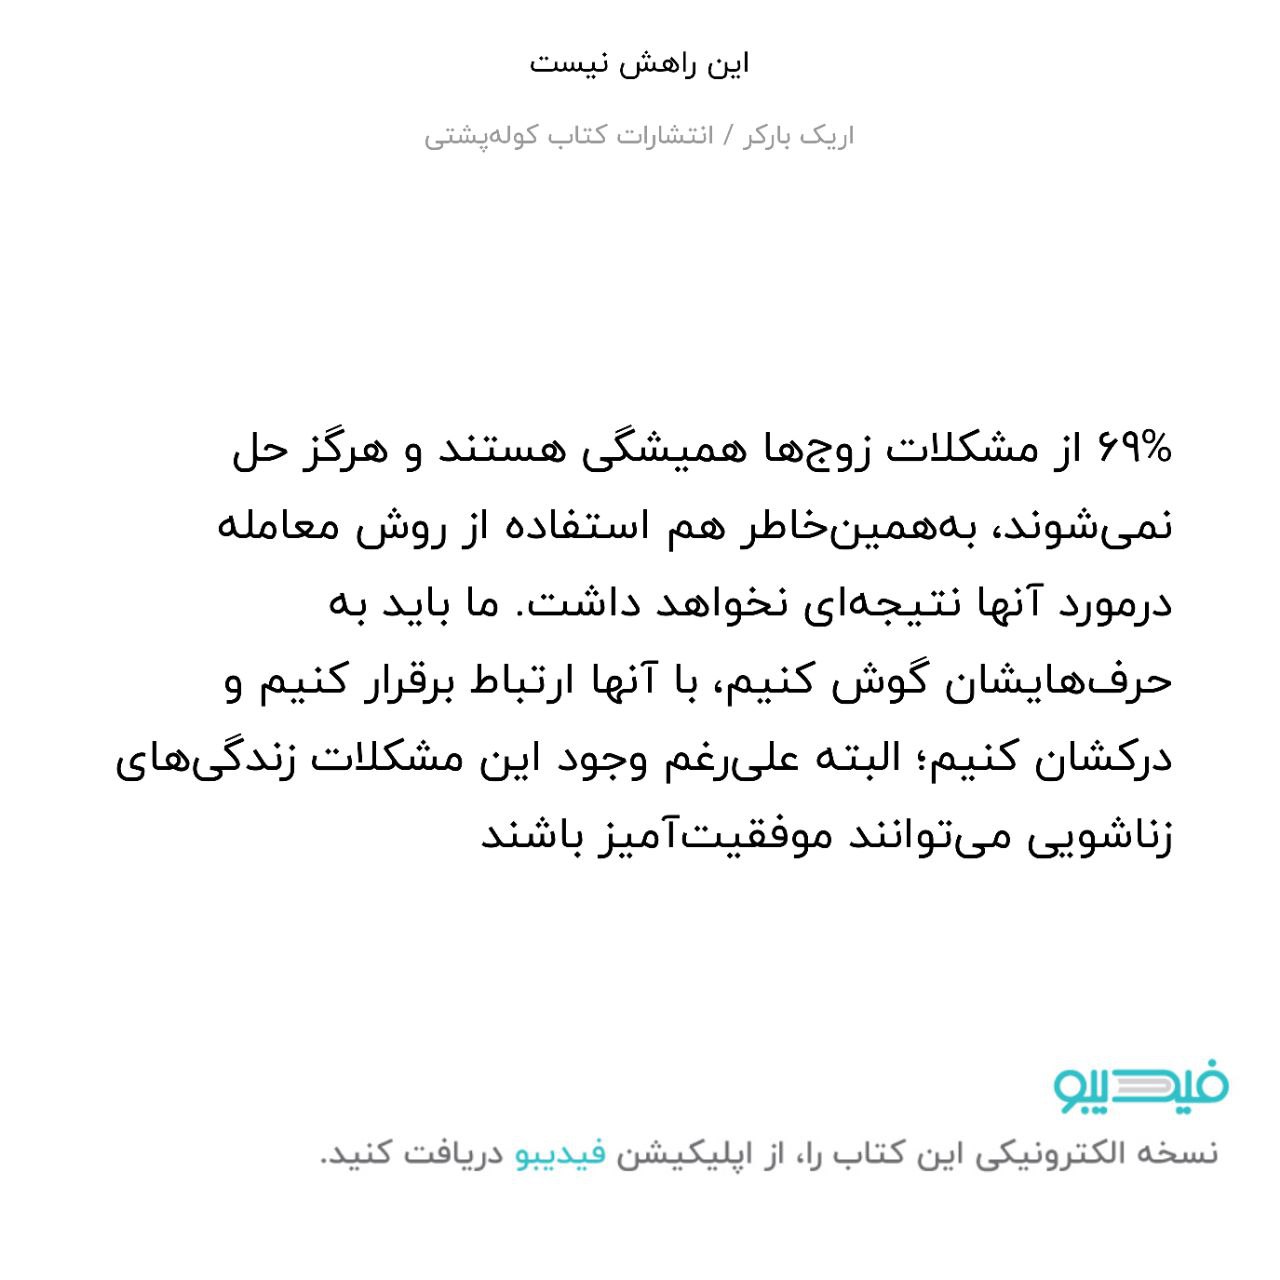 این راهش نیست
اریک بارکر / انتشارات کتاب کوله‌پشتی
۶۹% از مشکلات زوج‌ها همیشگی هستند و هرگز حل
نمی‌شوند، به‌همین‌خاطر هم استفاده از روش معامله
درمورد آنها نتیجه‌ای نخواهد داشت. ما باید به
حرف‌هایشان گوش کنیم، با آنها ارتباط برقرار کنیم و
درکشان کنیم؛ البته علی‌رغم وجود این مشکلات زندگی‌های
زناشویی می‌توانند موفقیت‌آمیز باشند
فیدیبو
نسخه الکترونیکی این کتاب را، از اپلیکیشن فیدیبو دریافت کنید.